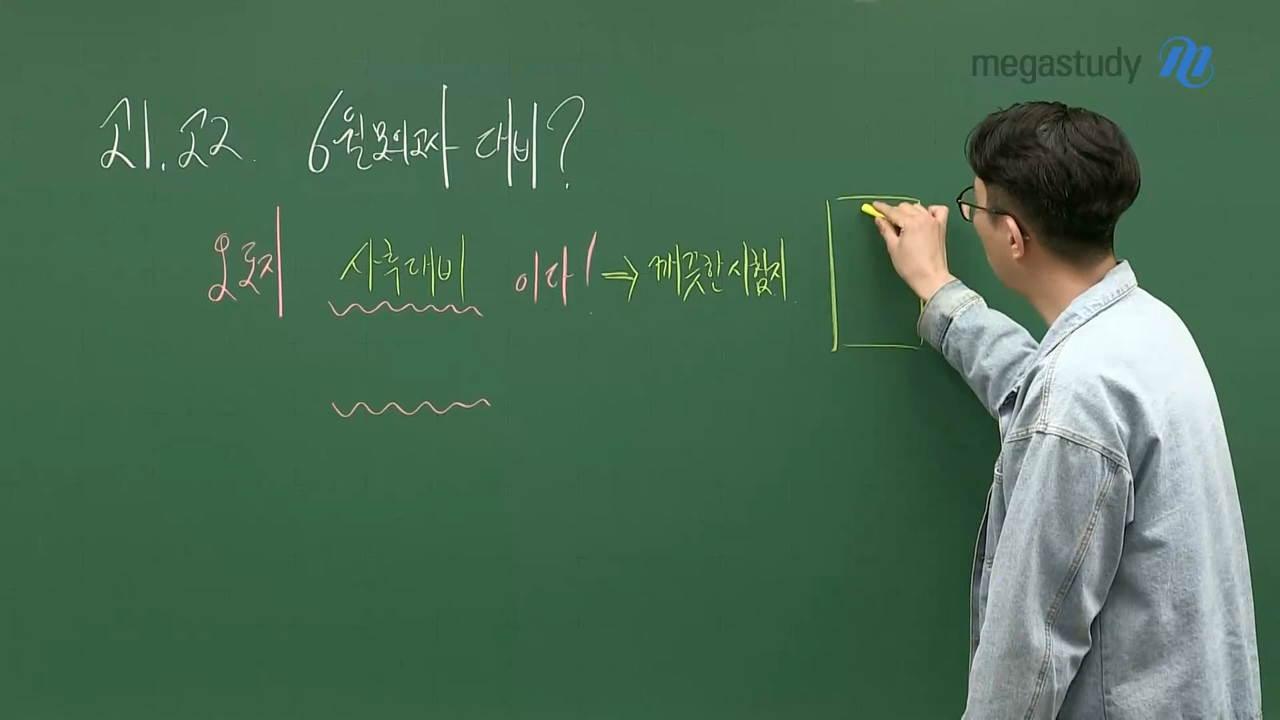 megastudy
고1. 고2 6월모의고사 대비?
오로지 사후대비 이다! ⇒ 깨끗한 시험지